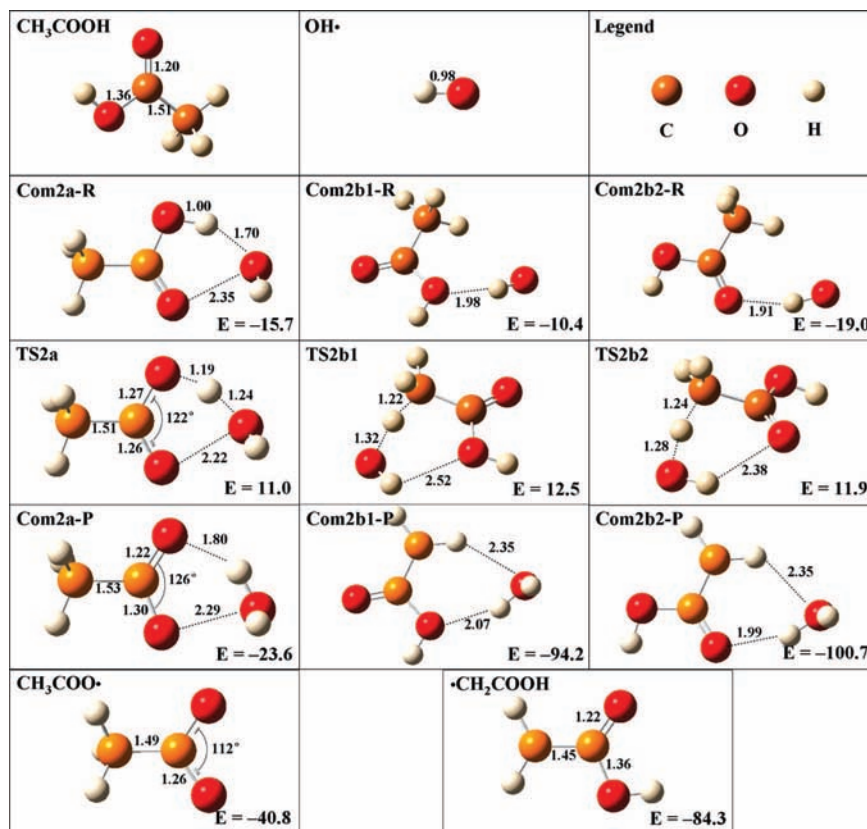 CH₃COOH
1.20
1.36
1.51
OH•
0.98
Legend
C O H
Com2a-R
1.00
1.70
2.35
E = –15.7
Com2b1-R
1.98
E = –10.4
Com2b2-R
1.91
E = –19.0
TS2a
1.19
1.27
1.24
122°
1.51
1.26
2.22
E = 11.0
TS2b1
1.22
1.32
2.52
E = 12.5
TS2b2
1.24
1.28
2.38
E = 11.9
Com2a-P
1.80
1.22
126°
1.53
1.30
2.29
E = –23.6
Com2b1-P
2.35
2.07
E = –94.2
Com2b2-P
2.35
1.99
E = –100.7
CH₃COO•
1.49
112°
1.26
E = –40.8
•CH₂COOH
1.22
1.45
1.36
E = –84.3